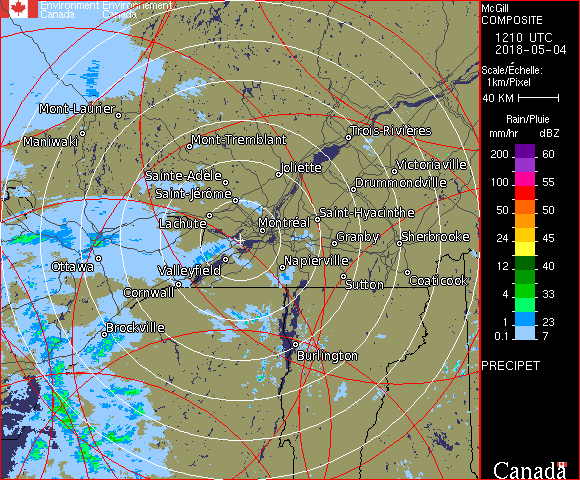 Environment Environnement
Canada Canada
McGill
COMPOSITE
1210 UTC
2018-05-04
Scale/Échelle:
1km/Pixel
40 KM
Rain/Pluie
mm/hr dBZ
200 60
100 55
50 50
24 45
12 40
8 35
4 33
1 23
0.1 7
PRECIPET
Canada
Mont-Laurier
Maniwaki
Mont-Tremblant
Trois-Rivières
Joliette
Victoriaville
Sainte-Adèle
Drummondville
Saint-Jérôme
Saint-Hyacinthe
Lachute
Montréal
Granby
Sherbrooke
Ottawa
Valleyfield
Napierville
Cornwall
Sutton
Coaticook
Brockville
Burlington